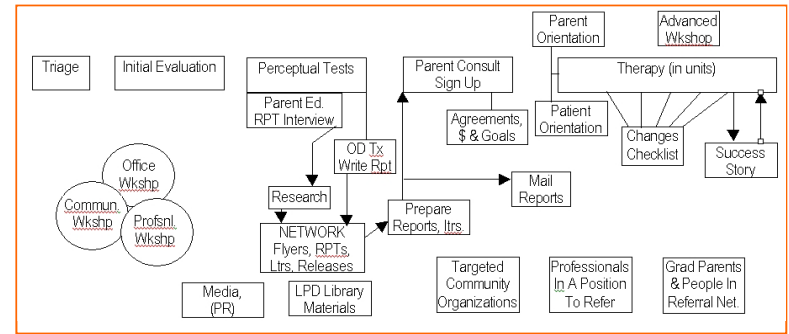 Parent
Orientation
Advanced
Wkshop
Triage
Initial Evaluation
Perceptual Tests
Parent Consult
Sign Up
Therapy (in units)
Parent Ed.
RPT Interview
Agreements,
$ & Goals
Patient
Orientation
OD Tx
Write Rpt
Changes
Checklist
Success
Story
Office
Wkshp
Commun.
Wkshp
Profsnl.
Wkshp
Research
Mail
Reports
Prepare
Reports, ltrs.
NETWORK
Flyers, RPTs,
Ltrs, Releases
Targeted
Community
Organizations
Professionals
In A Position
To Refer
Grad Parents
& People In
Referral Net.
Media,
(PR)
LPD Library
Materials